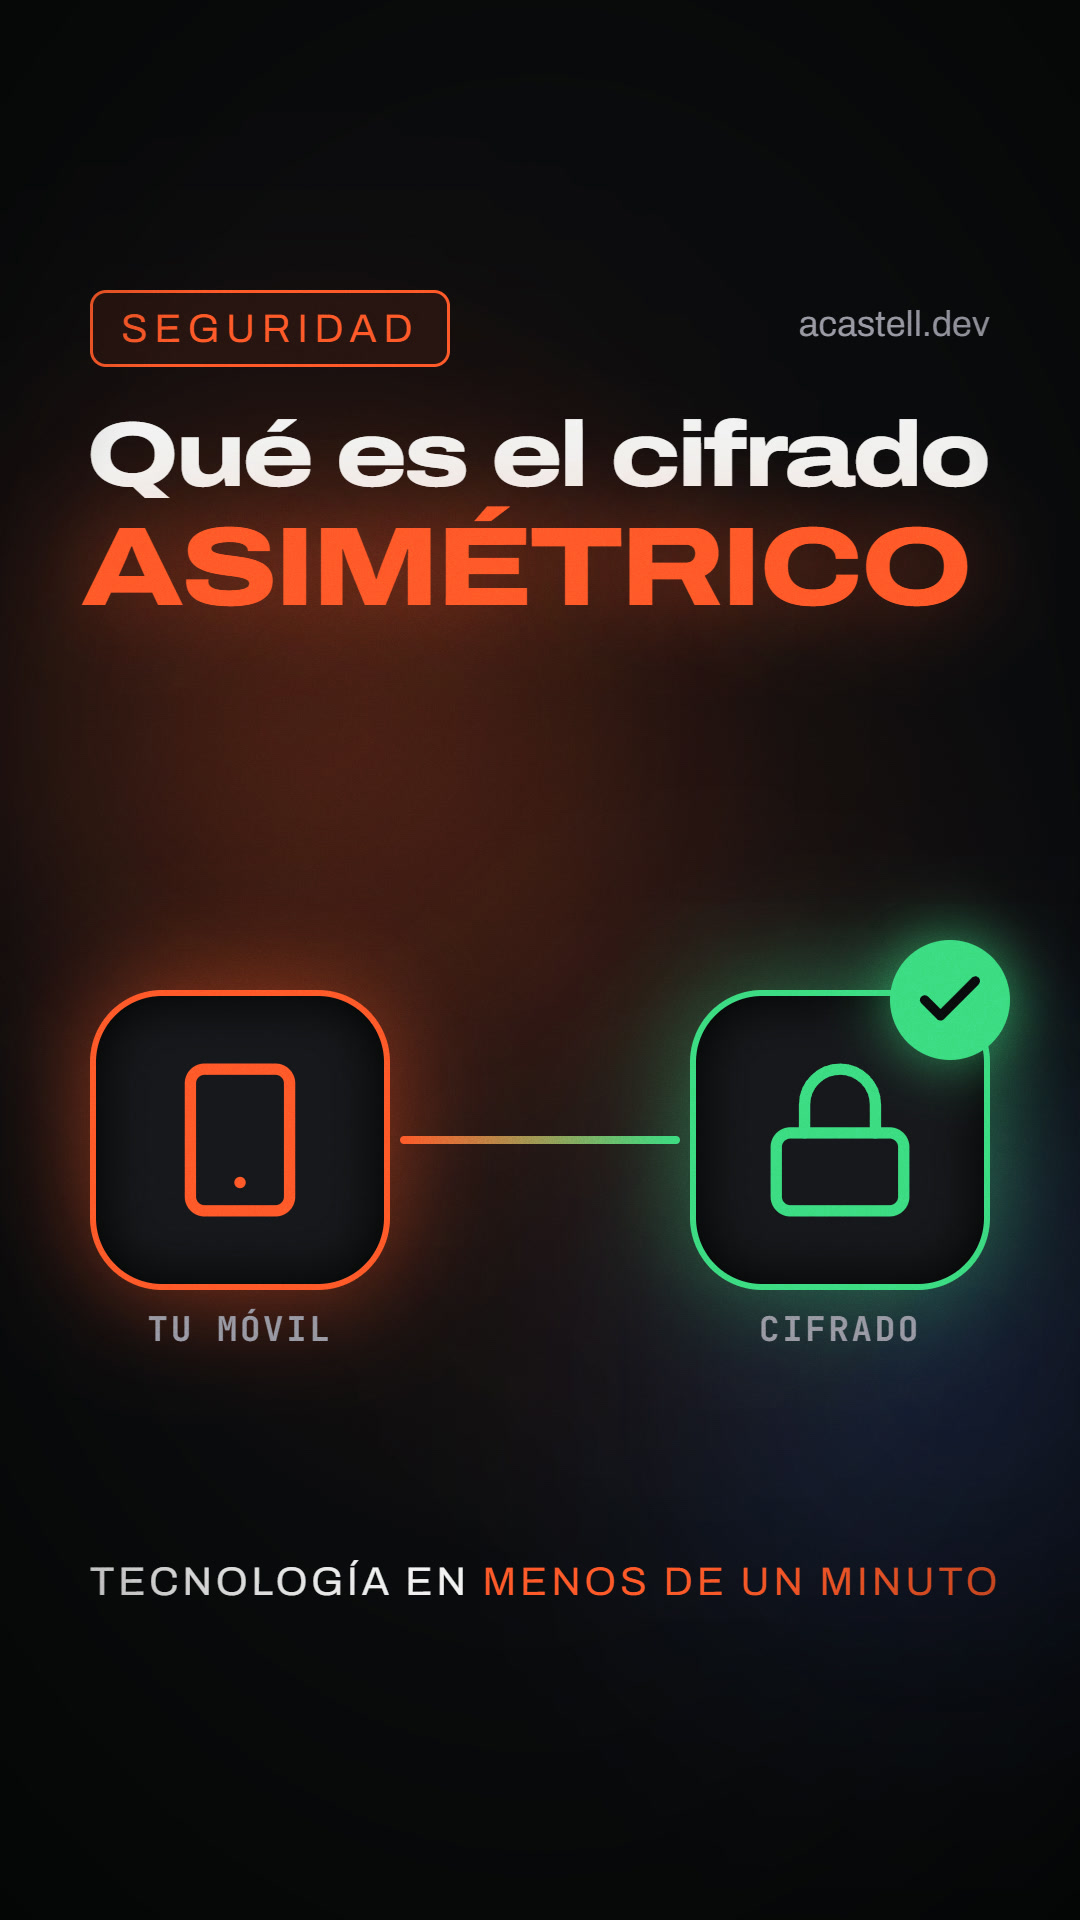 SEGURIDAD
acastell.dev
Qué es el cifrado
ASIMÉTRICO
TU MÓVIL
CIFRADO
TECNOLOGÍA EN MENOS DE UN MINUTO